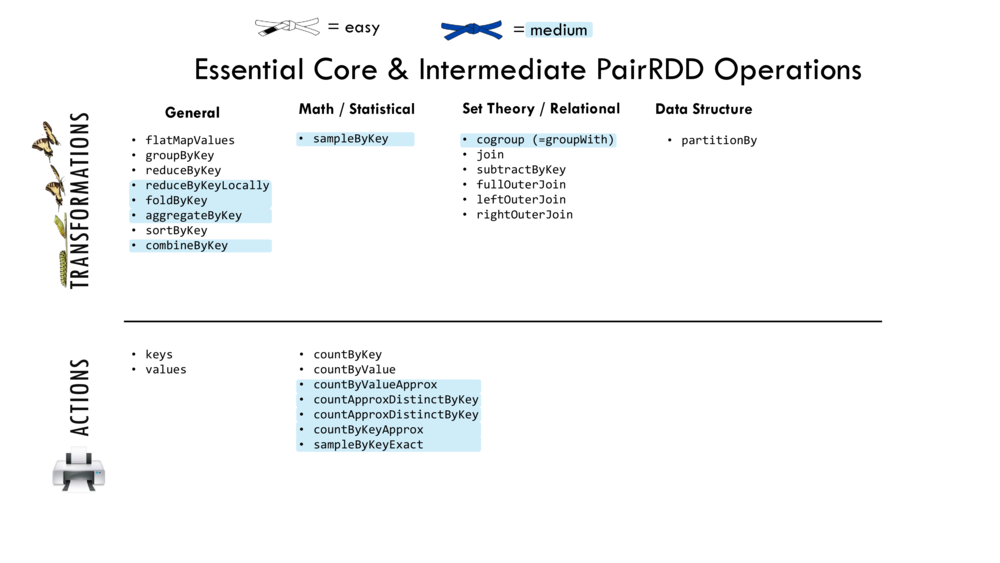 = easy
= medium
Essential Core & Intermediate PairRDD Operations
TRANSFORMATIONS
General
• flatMapValues
• groupByKey
• reduceByKey
• reduceByKeyLocally
• foldByKey
• aggregateByKey
• sortByKey
• combineByKey
Math / Statistical
• sampleByKey
Set Theory / Relational
• cogroup (=groupWith)
• join
• subtractByKey
• fullOuterJoin
• leftOuterJoin
• rightOuterJoin
Data Structure
• partitionBy
ACTIONS
• keys
• values
• countByKey
• countByValue
• countByValueApprox
• countApproxDistinctByKey
• countApproxDistinctByKey
• countByKeyApprox
• sampleByKeyExact